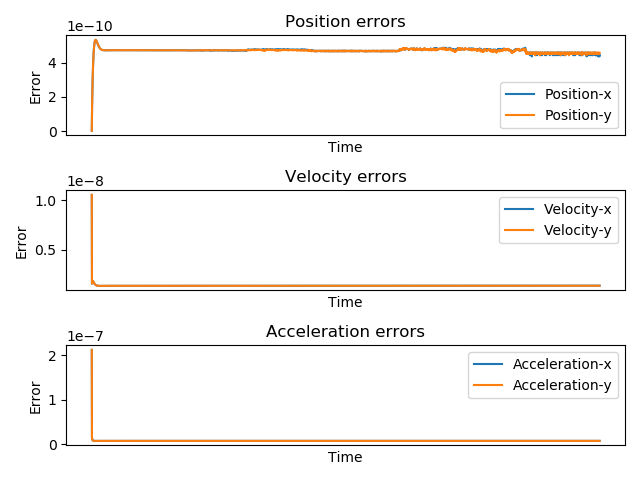 Position errors
1e−10
4
2
0
Error
Position-x
Position-y
Time
Velocity errors
1e−8
1.0
0.5
Error
Velocity-x
Velocity-y
Time
Acceleration errors
1e−7
2
1
0
Error
Acceleration-x
Acceleration-y
Time